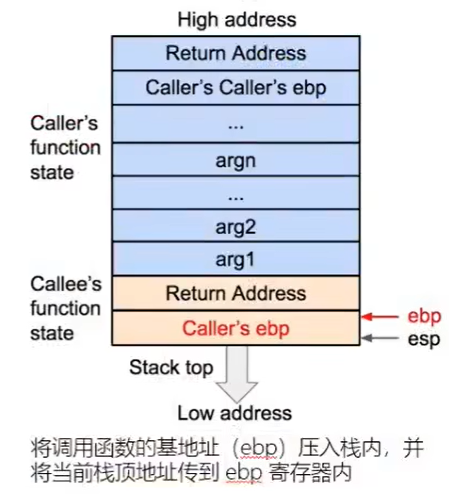 High address
Return Address
Caller's Caller's ebp
...
Caller's
function
state
argn
...
arg2
arg1
Callee's
function
state
Return Address
Caller's ebp
ebp
esp
Stack top
Low address
将调用函数的基地址（ebp）压入栈内，并
将当前栈顶地址传到 ebp 寄存器内